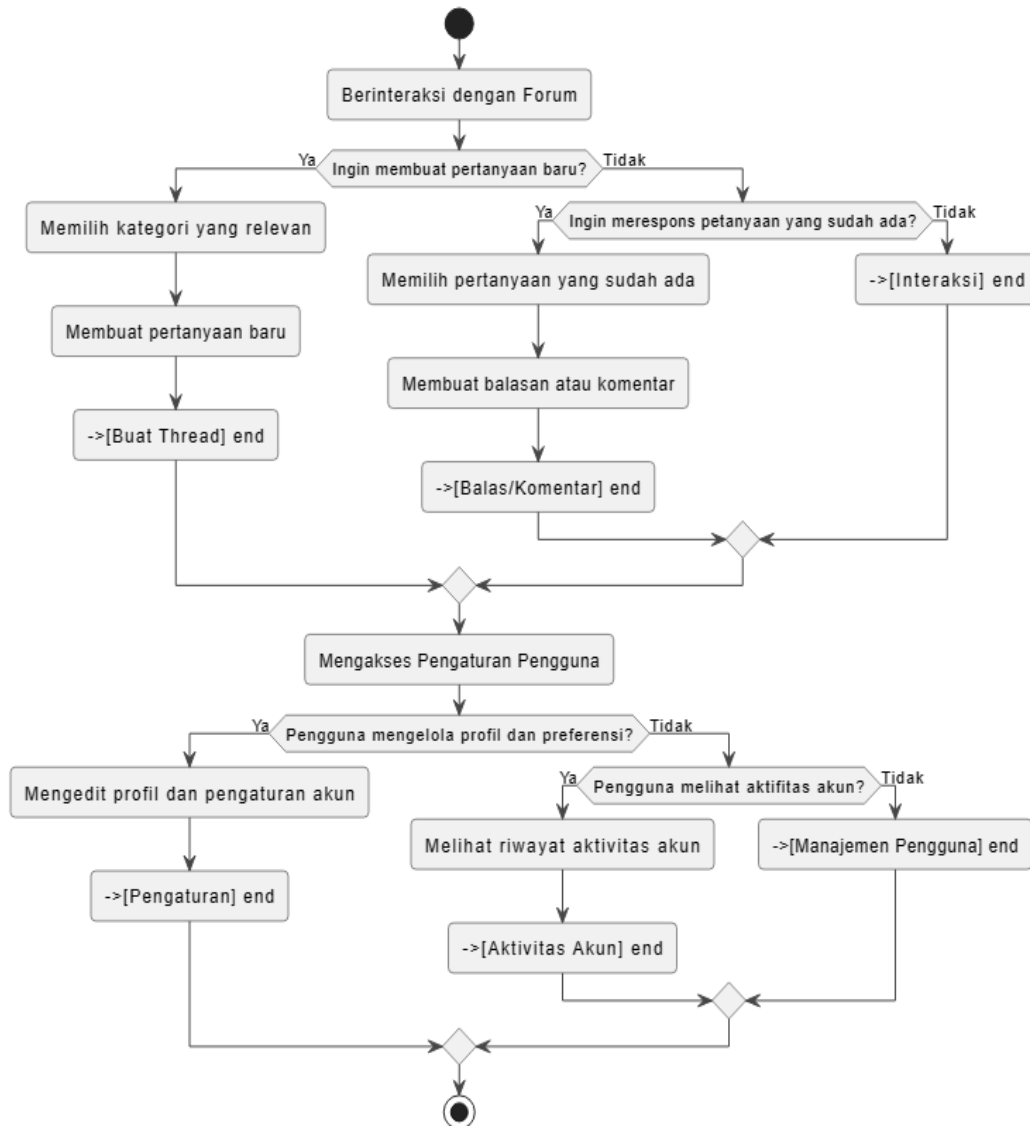 Berinteraksi dengan Forum
Ya
Ingin membuat pertanyaan baru?
Tidak
Memilih kategori yang relevan
Ya
Ingin merespons petanyaan yang sudah ada?
Tidak
Memilih pertanyaan yang sudah ada
->[Interaksi] end
Membuat pertanyaan baru
Membuat balasan atau komentar
->[Buat Thread] end
->[Balas/Komentar] end
Mengakses Pengaturan Pengguna
Ya
Pengguna mengelola profil dan preferensi?
Tidak
Mengedit profil dan pengaturan akun
Ya
Pengguna melihat aktifitas akun?
Tidak
Melihat riwayat aktivitas akun
->[Manajemen Pengguna] end
->[Pengaturan] end
->[Aktivitas Akun] end